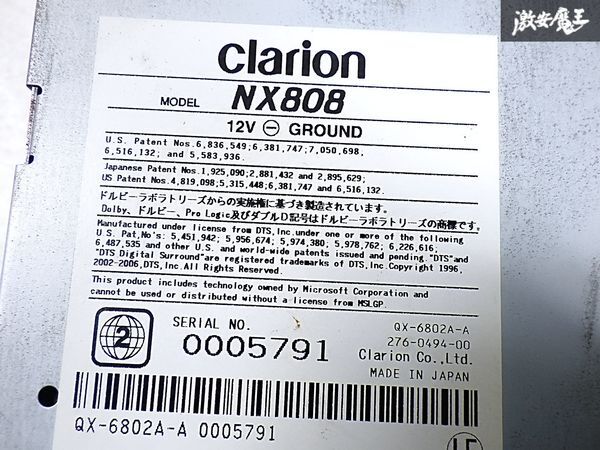 激安魔王
clarion
MODEL NX808
12V ⊖ GROUND
U.S. Patent Nos.6,836,549;6,381,747;7,050,698,
6,516,132; and 5,583,936.
Japanese Patent Nos.1,925,090;2,881,432 and 2,895,629;
US Patent Nos.4,819,098;5,315,448;6,381,747 and 6,516,132.
ドルビーラボラトリーズからの実施権に基づき製造されています。
Dolby、ドルビー、Pro Logic及びダブルD記号はドルビーラボラトリーズの商標です。
Manufactured under license from DTS,Inc.under one or more of the following
U.S. Pat,No's: 5,451,942; 5,956,674; 5,974,380; 5,978,762; 6,226,616;
6,487,535 and other U.S. and world-wide patents issued and pending."DTS"and
"DTS Digital Surround"are registered trademarks of DTS,Inc.Copyright 1996,
2002-2006,DTS,Inc.All Rights Reserved.
This product includes technology owned by Microsoft Corporation and
cannot be used or distributed without a license from MSLGP.
2
SERIAL NO.
0005791
QX-6802A-A
276-0494-00
Clarion Co.,Ltd.
MADE IN JAPAN
QX-6802A-A 0005791